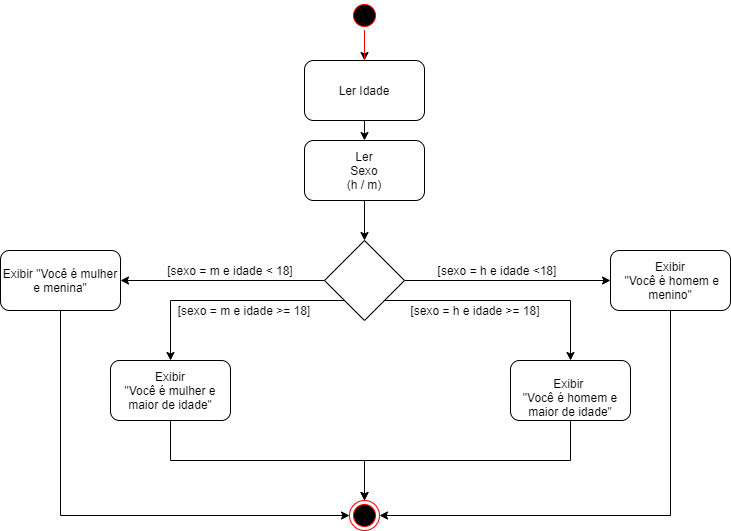 Ler Idade
Ler
Sexo
(h / m)
[sexo = m e idade < 18]
[sexo = h e idade <18]
Exibir "Você é mulher
e menina"
Exibir
"Você é homem e
menino"
[sexo = m e idade >= 18]
[sexo = h e idade >= 18]
Exibir
"Você é mulher e
maior de idade"
Exibir
"Você é homem e
maior de idade"